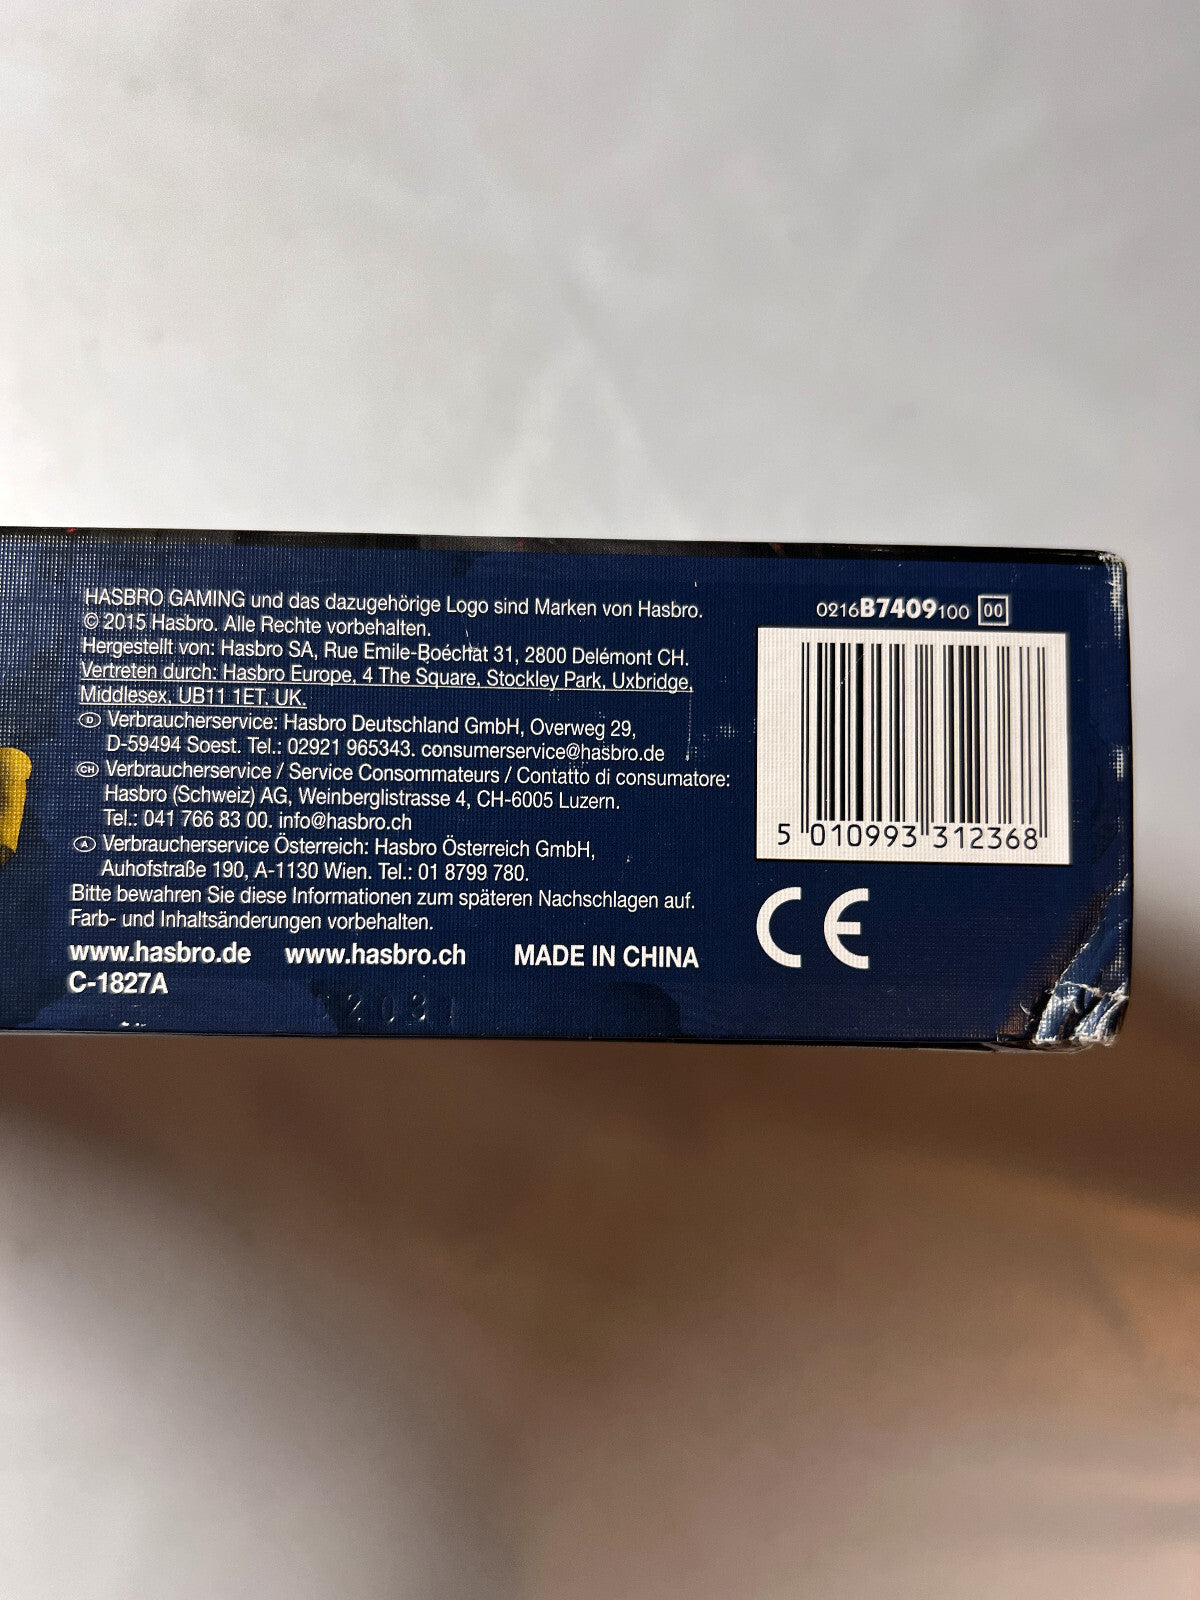 HASBRO GAMING und das dazugehörige Logo sind Marken von Hasbro.
© 2015 Hasbro. Alle Rechte vorbehalten.
Hergestellt von: Hasbro SA, Rue Emile-Boéchat 31, 2800 Delémont CH.
Vertreten durch: Hasbro Europe, 4 The Square, Stockley Park, Uxbridge,
Middlesex, UB11 1ET, UK.
D Verbraucherservice: Hasbro Deutschland GmbH, Overweg 29,
D-59494 Soest. Tel.: 02921 965343. consumerservice@hasbro.de
CH Verbraucherservice / Service Consommateurs / Contatto di consumatore:
Hasbro (Schweiz) AG, Weinberglistrasse 4, CH-6005 Luzern.
Tel.: 041 766 83 00. info@hasbro.ch
A Verbraucherservice Österreich: Hasbro Österreich GmbH,
Auhofstraße 190, A-1130 Wien. Tel.: 01 8799 780.
Bitte bewahren Sie diese Informationen zum späteren Nachschlagen auf.
Farb- und Inhaltsänderungen vorbehalten.
www.hasbro.de www.hasbro.ch MADE IN CHINA
C-1827A
0216B7409100 00
5 010993 312368
CE